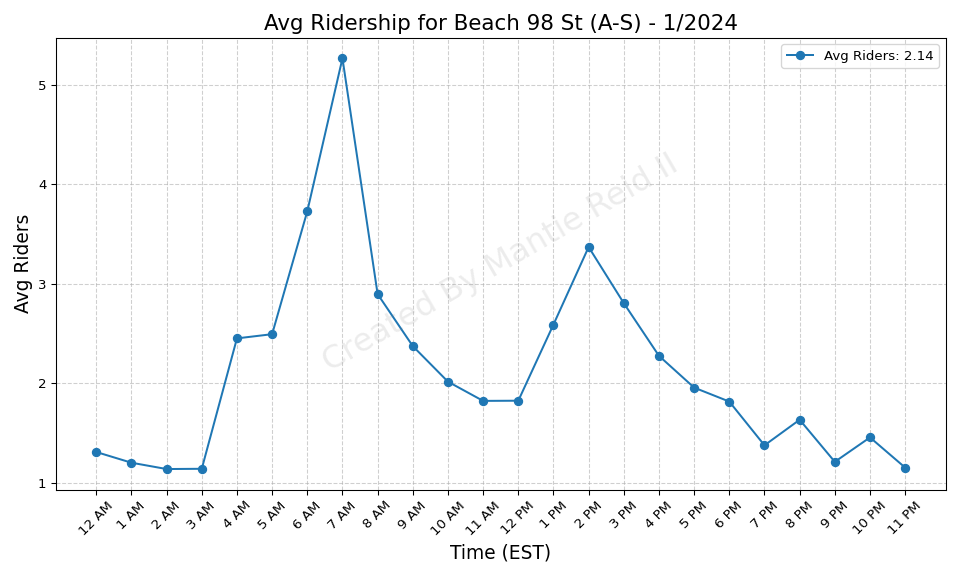 Avg Ridership for Beach 98 St (A-S) - 1/2024
Avg Riders: 2.14
Avg Riders
5
4
3
2
1
Created By Mantie Reid II
12 AM
1 AM
2 AM
3 AM
4 AM
5 AM
6 AM
7 AM
8 AM
9 AM
10 AM
11 AM
12 PM
1 PM
2 PM
3 PM
4 PM
5 PM
6 PM
7 PM
8 PM
9 PM
10 PM
11 PM
Time (EST)